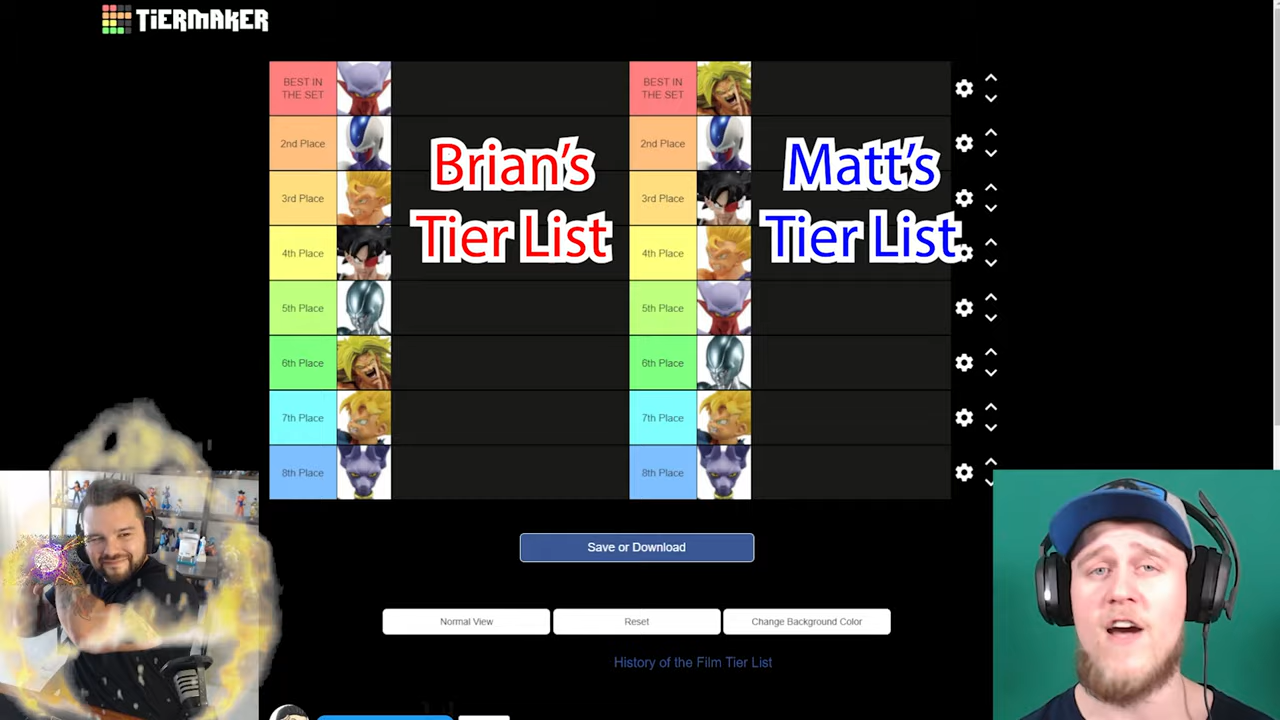 TiERMAKER
BEST IN
THE SET
2nd Place
3rd Place
4th Place
5th Place
6th Place
7th Place
8th Place
Brian's
Tier List
BEST IN
THE SET
2nd Place
3rd Place
4th Place
5th Place
6th Place
7th Place
8th Place
Matt's
Tier List
Save or Download
Normal View
Reset
Change Background Color
History of the Film Tier List